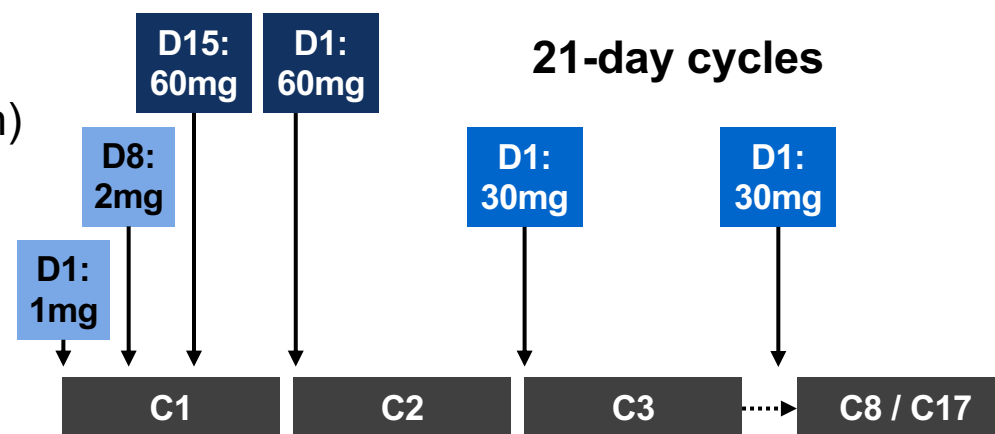 21-day cycles
D15:
60mg
D1:
60mg
n)
D8:
2mg
D1:
30mg
D1:
30mg
D1:
1mg
C1
C2
C3
C8 / C17